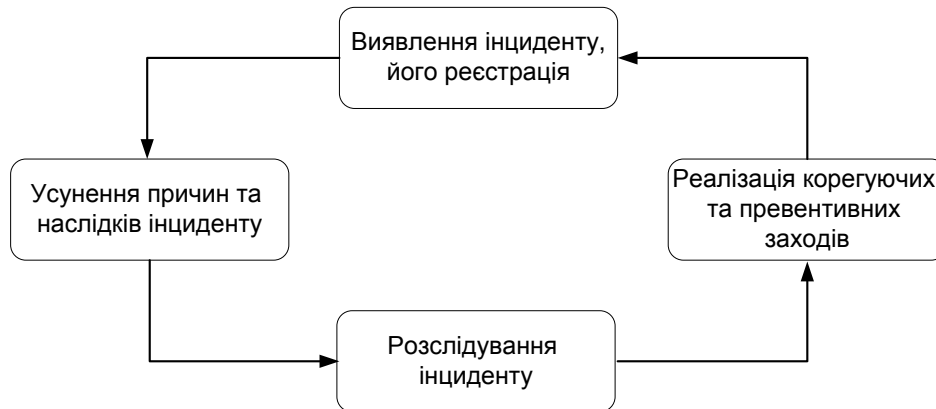 Виявлення інциденту,
його реєстрація
Усунення причин та
наслідків інциденту
Реалізація корегуючих
та превентивних
заходів
Розслідування
інциденту